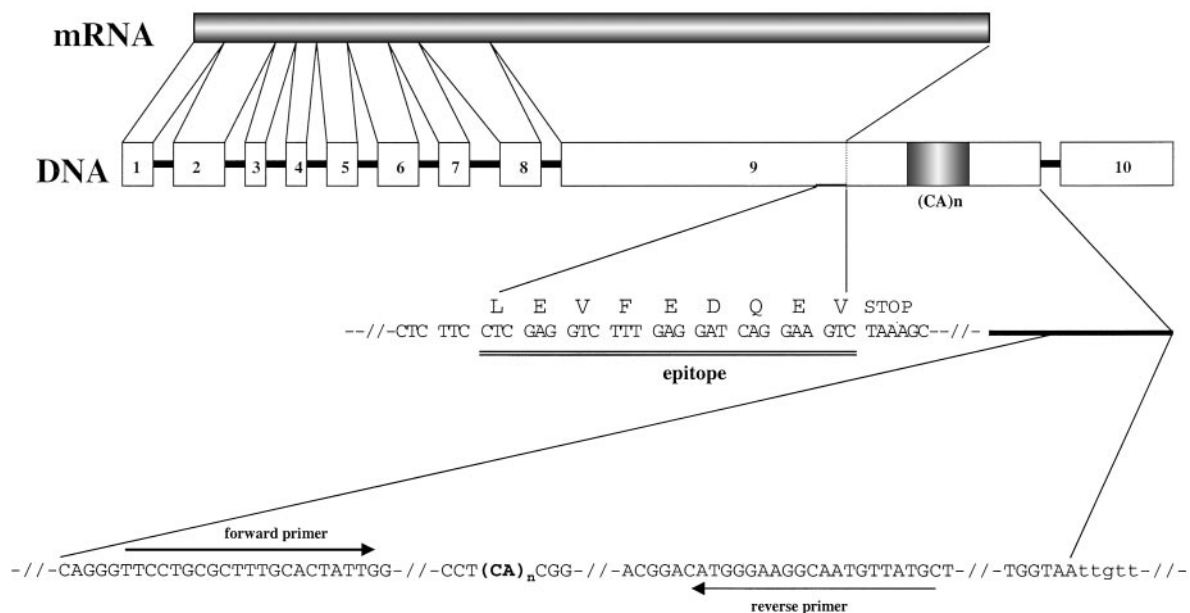 mRNA
DNA
1 2 3 4 5 6 7 8 9 10
(CA)n
L E V F E D Q E V STOP
--//-CTC TTC CTC GAG GTC TTT GAG GAT CAG GAA GTC TAAAGC--//-
epitope
forward primer
-//-CAGGGTTCCTGCGCTTTGCACTATTGG-//-CCT(CA)nCGG-//-ACGGACATGGGAAGGCAATGTTATGCT-//-TGGTAAttgtt-//-
reverse primer